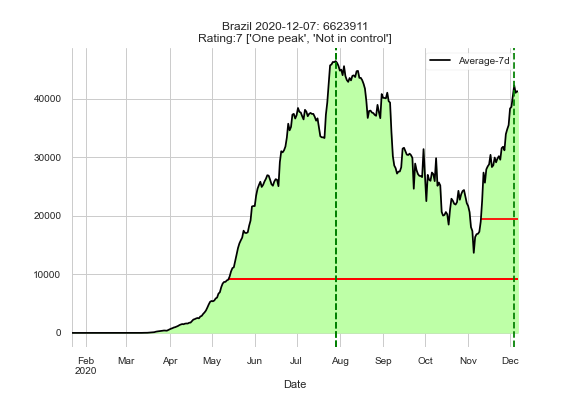 Brazil 2020-12-07: 6623911
Rating:7 ['One peak', 'Not in control']
Average-7d
40000
30000
20000
10000
0
Feb Mar Apr May Jun Jul Aug Sep Oct Nov Dec
2020
Date